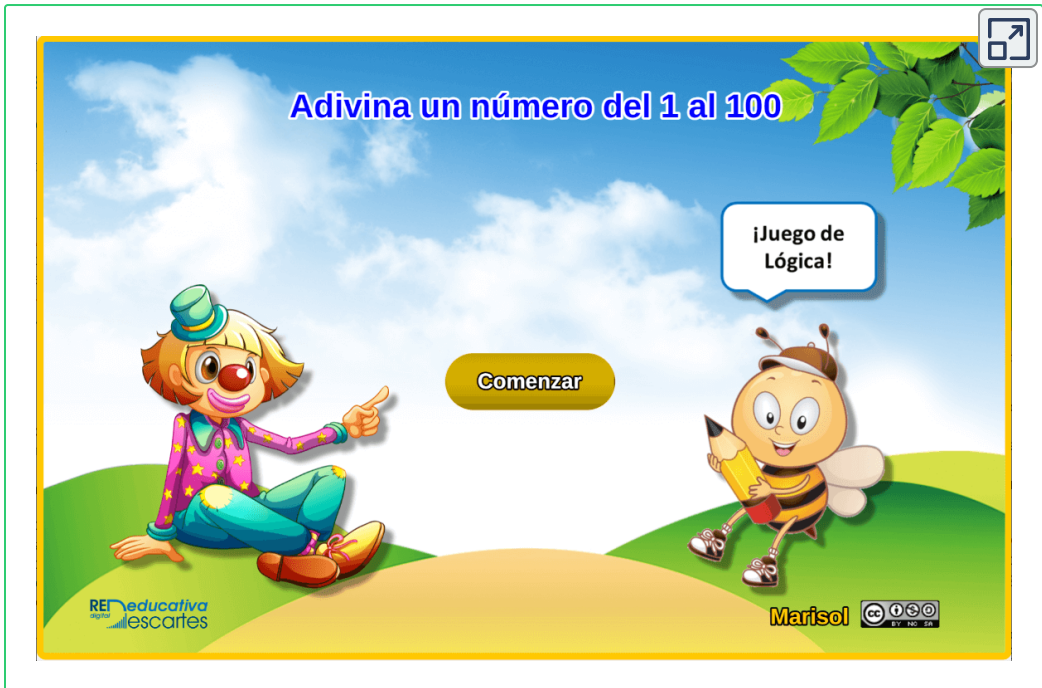 Adivina un número del 1 al 100
¡Juego de
Lógica!
Comenzar
RED educativa
digital Descartes
Marisol
cc
BY NC SA